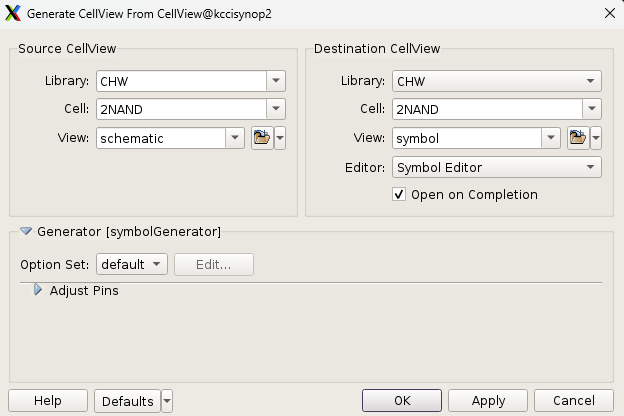 Generate CellView From CellView@kccisynop2
Source CellView
Library: CHW
Cell: 2NAND
View: schematic
Destination CellView
Library: CHW
Cell: 2NAND
View: symbol
Editor: Symbol Editor
Open on Completion
Generator [symbolGenerator]
Option Set: default Edit...
Adjust Pins
Help Defaults OK Apply Cancel